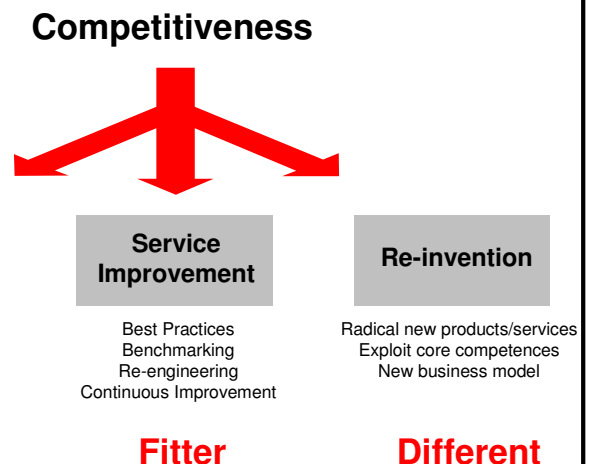 Competitiveness
Service
Improvement
Best Practices
Benchmarking
Re-engineering
Continuous Improvement
Fitter
Re-invention
Radical new products/services
Exploit core competences
New business model
Different